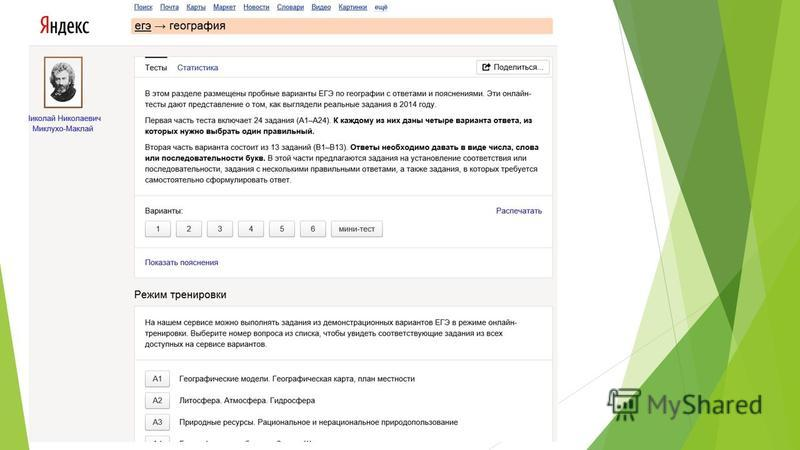 Поиск Почта Карты Маркет Новости Словари Видео Картинки ещё
Яндекс
егэ → география
Николай Николаевич
Миклухо-Маклай
Тесты Статистика
Поделиться...
В этом разделе размещены пробные варианты ЕГЭ по географии с ответами и пояснениями. Эти онлайн-
тесты дают представление о том, как выглядели реальные задания в 2014 году.
Первая часть теста включает 24 задания (А1–А24). К каждому из них даны четыре варианта ответа, из
которых нужно выбрать один правильный.
Вторая часть варианта состоит из 13 заданий (В1–В13). Ответы необходимо давать в виде числа, слова
или последовательности букв. В этой части предлагаются задания на установление соответствия или
последовательности, задания с несколькими правильными ответами, а также задания, в которых требуется
самостоятельно сформулировать ответ.
Варианты: Распечатать
1 2 3 4 5 6 мини-тест
Показать пояснения
Режим тренировки
На нашем сервисе можно выполнять задания из демонстрационных вариантов ЕГЭ в режиме онлайн-
тренировки. Выберите номер вопроса из списка, чтобы увидеть соответствующие задания из всех
доступных на сервисе вариантов.
А1 Географические модели. Географическая карта, план местности
А2 Литосфера. Атмосфера. Гидросфера
А3 Природные ресурсы. Рациональное и нерациональное природопользование
MyShared